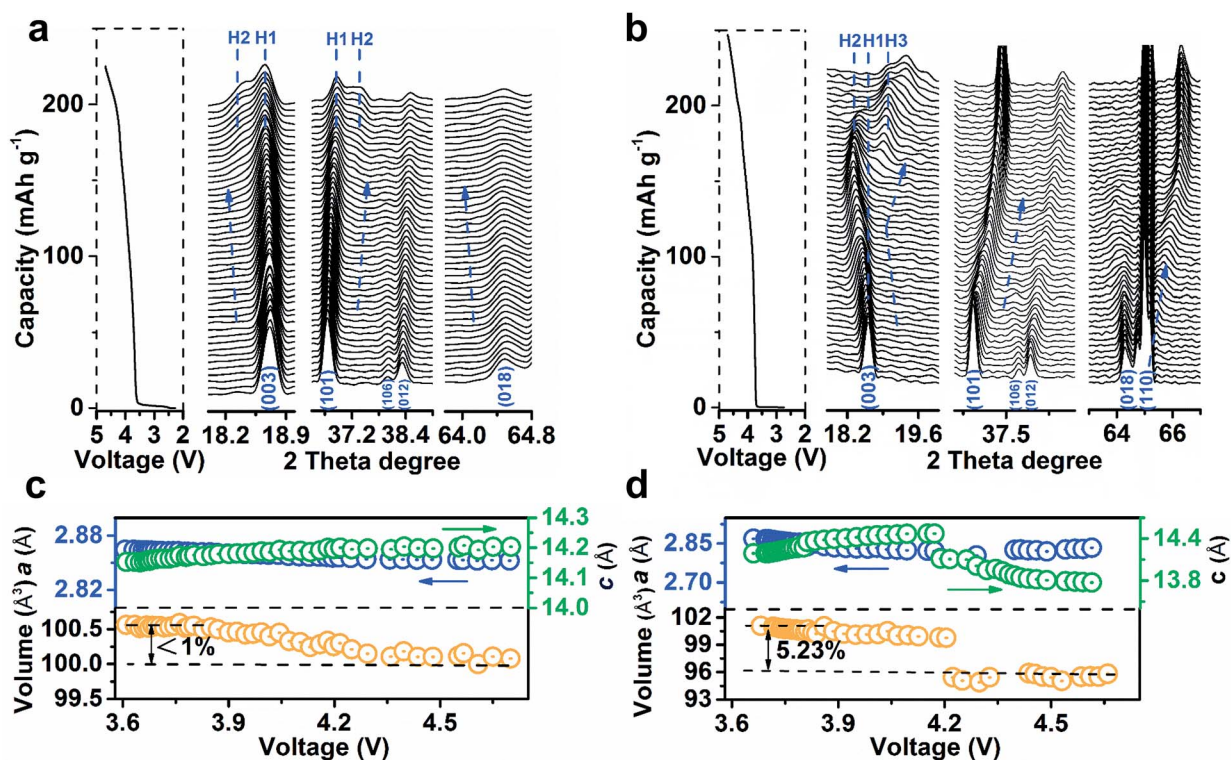 a
H2 H1 H1 H2
Capacity (mAh g⁻¹)
200
100
0
(003) (101) (106) (012) (018)
5 4 3 2 18.2 18.9 37.2 38.4 64.0 64.8
Voltage (V) 2 Theta degree
b
H2 H1 H3
Capacity (mAh g⁻¹)
200
100
0
(003) (101) (106) (012) (018) (110)
5 4 3 2 18.2 19.6 37.5 64 66
Voltage (V) 2 Theta degree
c
Volume (Å³) a (Å)
2.88
2.82
100.5
100.0
99.5
<1%
14.3
14.2
14.1
14.0
c (Å)
3.6 3.9 4.2 4.5
Voltage (V)
d
Volume (Å³) a (Å)
2.85
2.70
102
99
96
93
5.23%
14.4
13.8
c (Å)
3.6 3.9 4.2 4.5
Voltage (V)